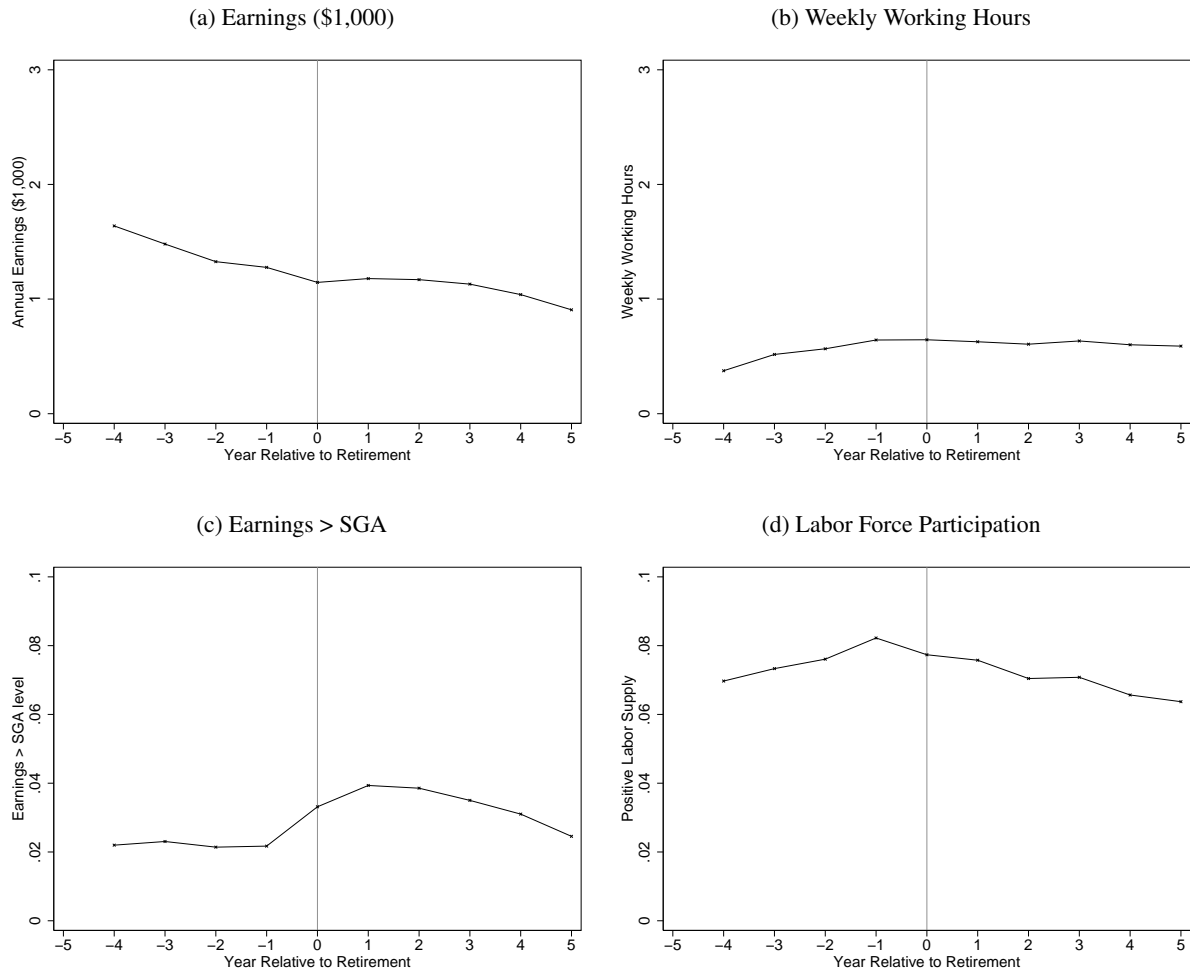 (a) Earnings ($1,000)
Annual Earnings ($1,000)
3
2
1
0
−5 −4 −3 −2 −1 0 1 2 3 4 5
Year Relative to Retirement
(b) Weekly Working Hours
Weekly Working Hours
3
2
1
0
−5 −4 −3 −2 −1 0 1 2 3 4 5
Year Relative to Retirement
(c) Earnings > SGA
Earnings > SGA level
.1
.08
.06
.04
.02
0
−5 −4 −3 −2 −1 0 1 2 3 4 5
Year Relative to Retirement
(d) Labor Force Participation
Positive Labor Supply
.1
.08
.06
.04
.02
0
−5 −4 −3 −2 −1 0 1 2 3 4 5
Year Relative to Retirement